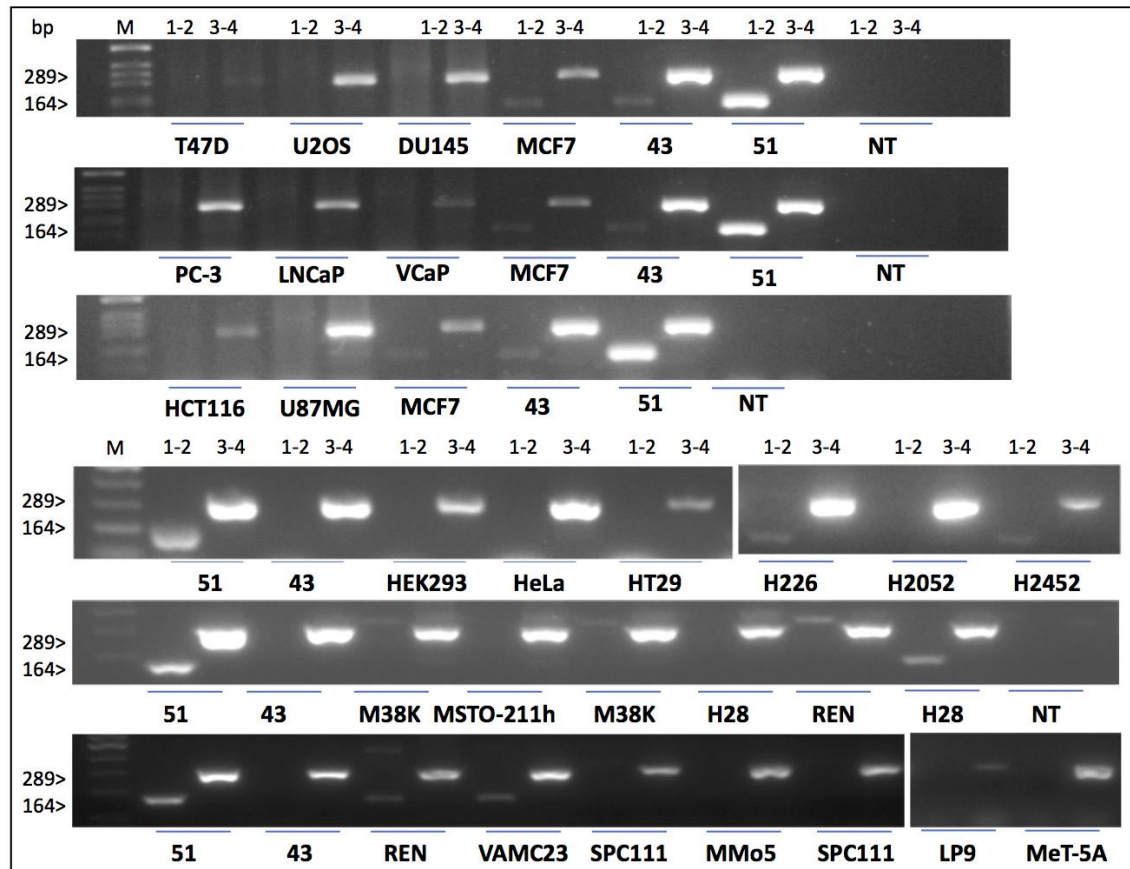 bp M 1-2 3-4 1-2 3-4 1-2 3-4 1-2 3-4 1-2 3-4 1-2 3-4 1-2 3-4
289>
164>
T47D U2OS DU145 MCF7 43 51 NT
289>
164>
PC-3 LNCaP VCaP MCF7 43 51 NT
289>
164>
HCT116 U87MG MCF7 43 51 NT
M 1-2 3-4 1-2 3-4 1-2 3-4 1-2 3-4 1-2 3-4 1-2 3-4 1-2 3-4 1-2 3-4
289>
164>
51 43 HEK293 HeLa HT29 H226 H2052 H2452
289>
164>
51 43 M38K MSTO-211h M38K H28 REN H28 NT
289>
164>
51 43 REN VAMC23 SPC111 MMo5 SPC111 LP9 MeT-5A